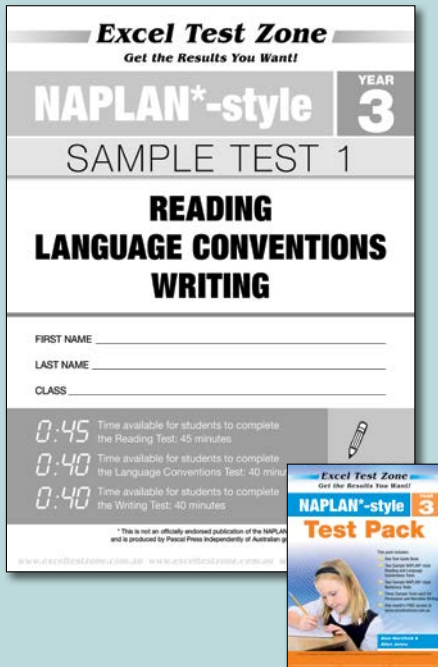 Excel Test Zone
Get the Results You Want!
NAPLAN*-style
YEAR
3
SAMPLE TEST 1
READING
LANGUAGE CONVENTIONS
WRITING
FIRST NAME
LAST NAME
CLASS
0:45 Time available for students to complete
the Reading Test: 45 minutes
0:40 Time available for students to complete
the Language Conventions Test: 40 minu
0:40 Time available for students to complete
the Writing Test: 40 minutes
* This is not an officially endorsed publication of the NAPLAN
and is produced by Pascal Press independently of Australian g
www.exceltestzone.com.au www.exceltestzone.com.au
Excel Test Zone
Get the Results You Want!
NAPLAN*-style
YEAR
3
Test Pack
This pack includes: